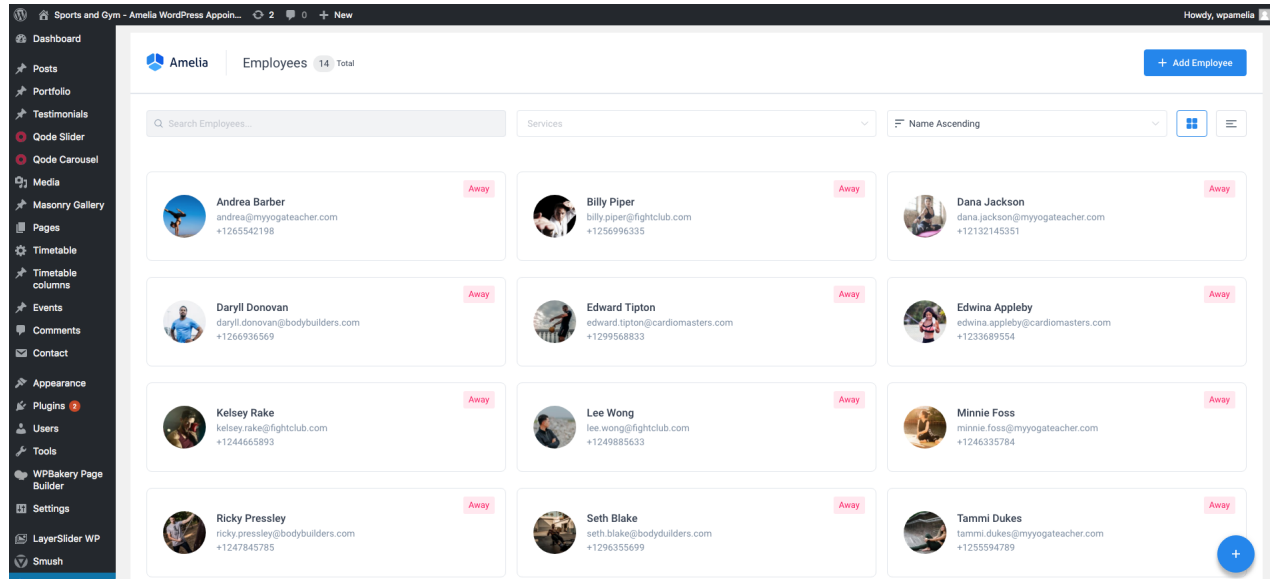 Sports and Gym - Amelia WordPress Appoin... 2 0 + New Howdy, wpamelia
Dashboard
Posts
Portfolio
Testimonials
Qode Slider
Qode Carousel
Media
Masonry Gallery
Pages
Timetable
Timetable
columns
Events
Comments
Contact
Appearance
Plugins 2
Users
Tools
WPBakery Page
Builder
Settings
LayerSlider WP
Smush
Amelia Employees 14 Total + Add Employee
Search Employees... Services Name Ascending
Away
Andrea Barber
andrea@myyogateacher.com
+1265542198
Away
Billy Piper
billy.piper@fightclub.com
+1256996335
Away
Dana Jackson
dana.jackson@myyogateacher.com
+12132145351
Away
Daryll Donovan
daryll.donovan@bodybuilders.com
+1266936569
Away
Edward Tipton
edward.tipton@cardiomasters.com
+1299568833
Away
Edwina Appleby
edwina.appleby@cardiomasters.com
+1233689554
Away
Kelsey Rake
kelsey.rake@fightclub.com
+1244665893
Away
Lee Wong
lee.wong@fightclub.com
+1249885633
Away
Minnie Foss
minnie.foss@myyogateacher.com
+1246335784
Away
Ricky Pressley
ricky.pressley@bodybuilders.com
+1247845785
Away
Seth Blake
seth.blake@bodyduilders.com
+1296355699
Away
Tammi Dukes
tammi.dukes@myyogateacher.com
+1255594789
+